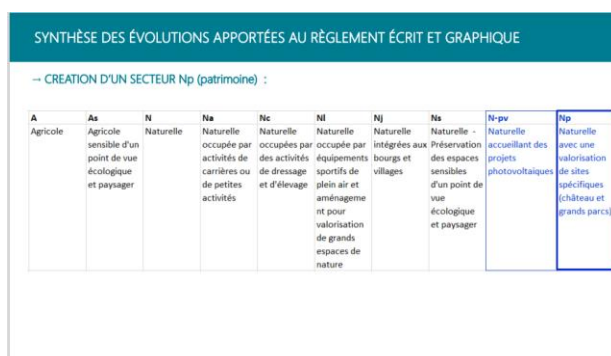 SYNTHÈSE DES ÉVOLUTIONS APPORTÉES AU RÈGLEMENT ÉCRIT ET GRAPHIQUE
→ CREATION D'UN SECTEUR Np (patrimoine) :
A
Agricole
As
Agricole
sensible d'un
point de vue
écologique
et paysager
N
Naturelle
Na
Naturelle
occupée par
activités de
carrières ou
de petites
activités
Nc
Naturelle
occupées par
des activités
de dressage
et d'élevage
Nl
Naturelle
occupée par
équipements
sportifs de
plein air et
aménageme
nt pour
valorisation
de grands
espaces de
nature
Nj
Naturelle
intégrées aux
bourgs et
villages
Ns
Naturelle -
Préservation
des espaces
sensibles
d'un point de
vue
écologique
et paysager
N-pv
Naturelle
accueillant des
projets
photovoltaiques
Np
Naturelle
avec une
valorisation
de sites
spécifiques
(château et
grands parcs)